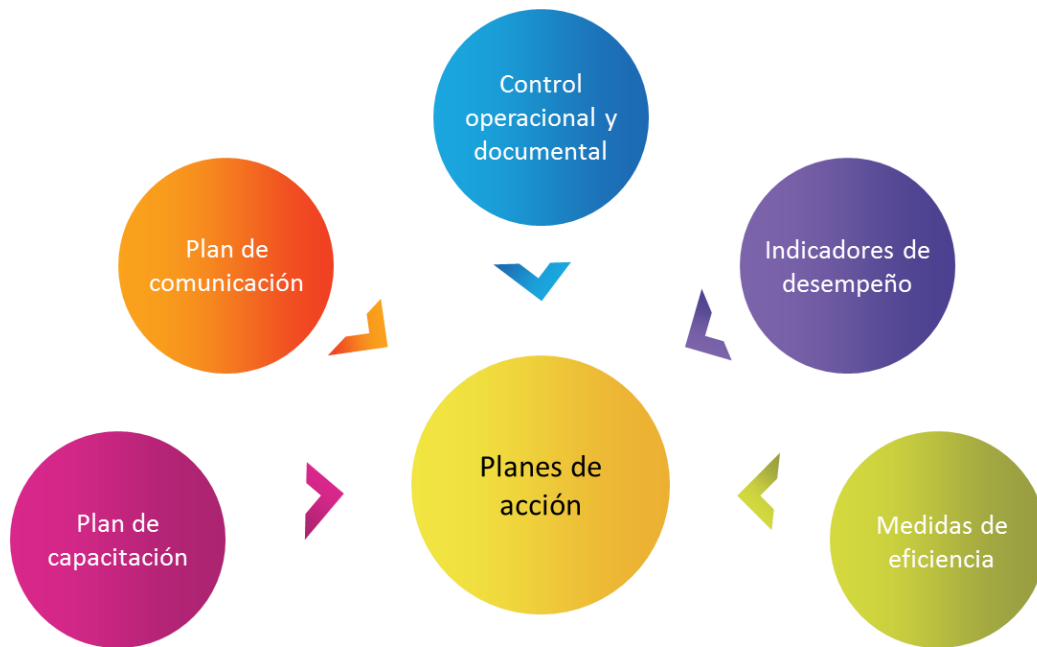 Control
operacional y
documental
Plan de
comunicación
Indicadores de
desempeño
Planes de
acción
Plan de
capacitación
Medidas de
eficiencia